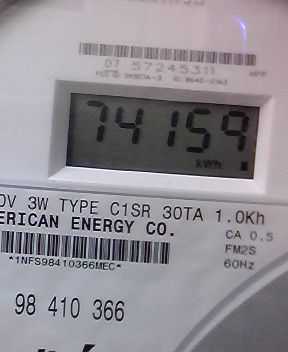 07 57245311
HPP
74159
kWh
0V 3W TYPE C1SR 30TA 1.0Kh
ERICAN ENERGY CO.
CA 0.5
FM2S
60Hz
*1NFS98410366MEC*
98 410 366